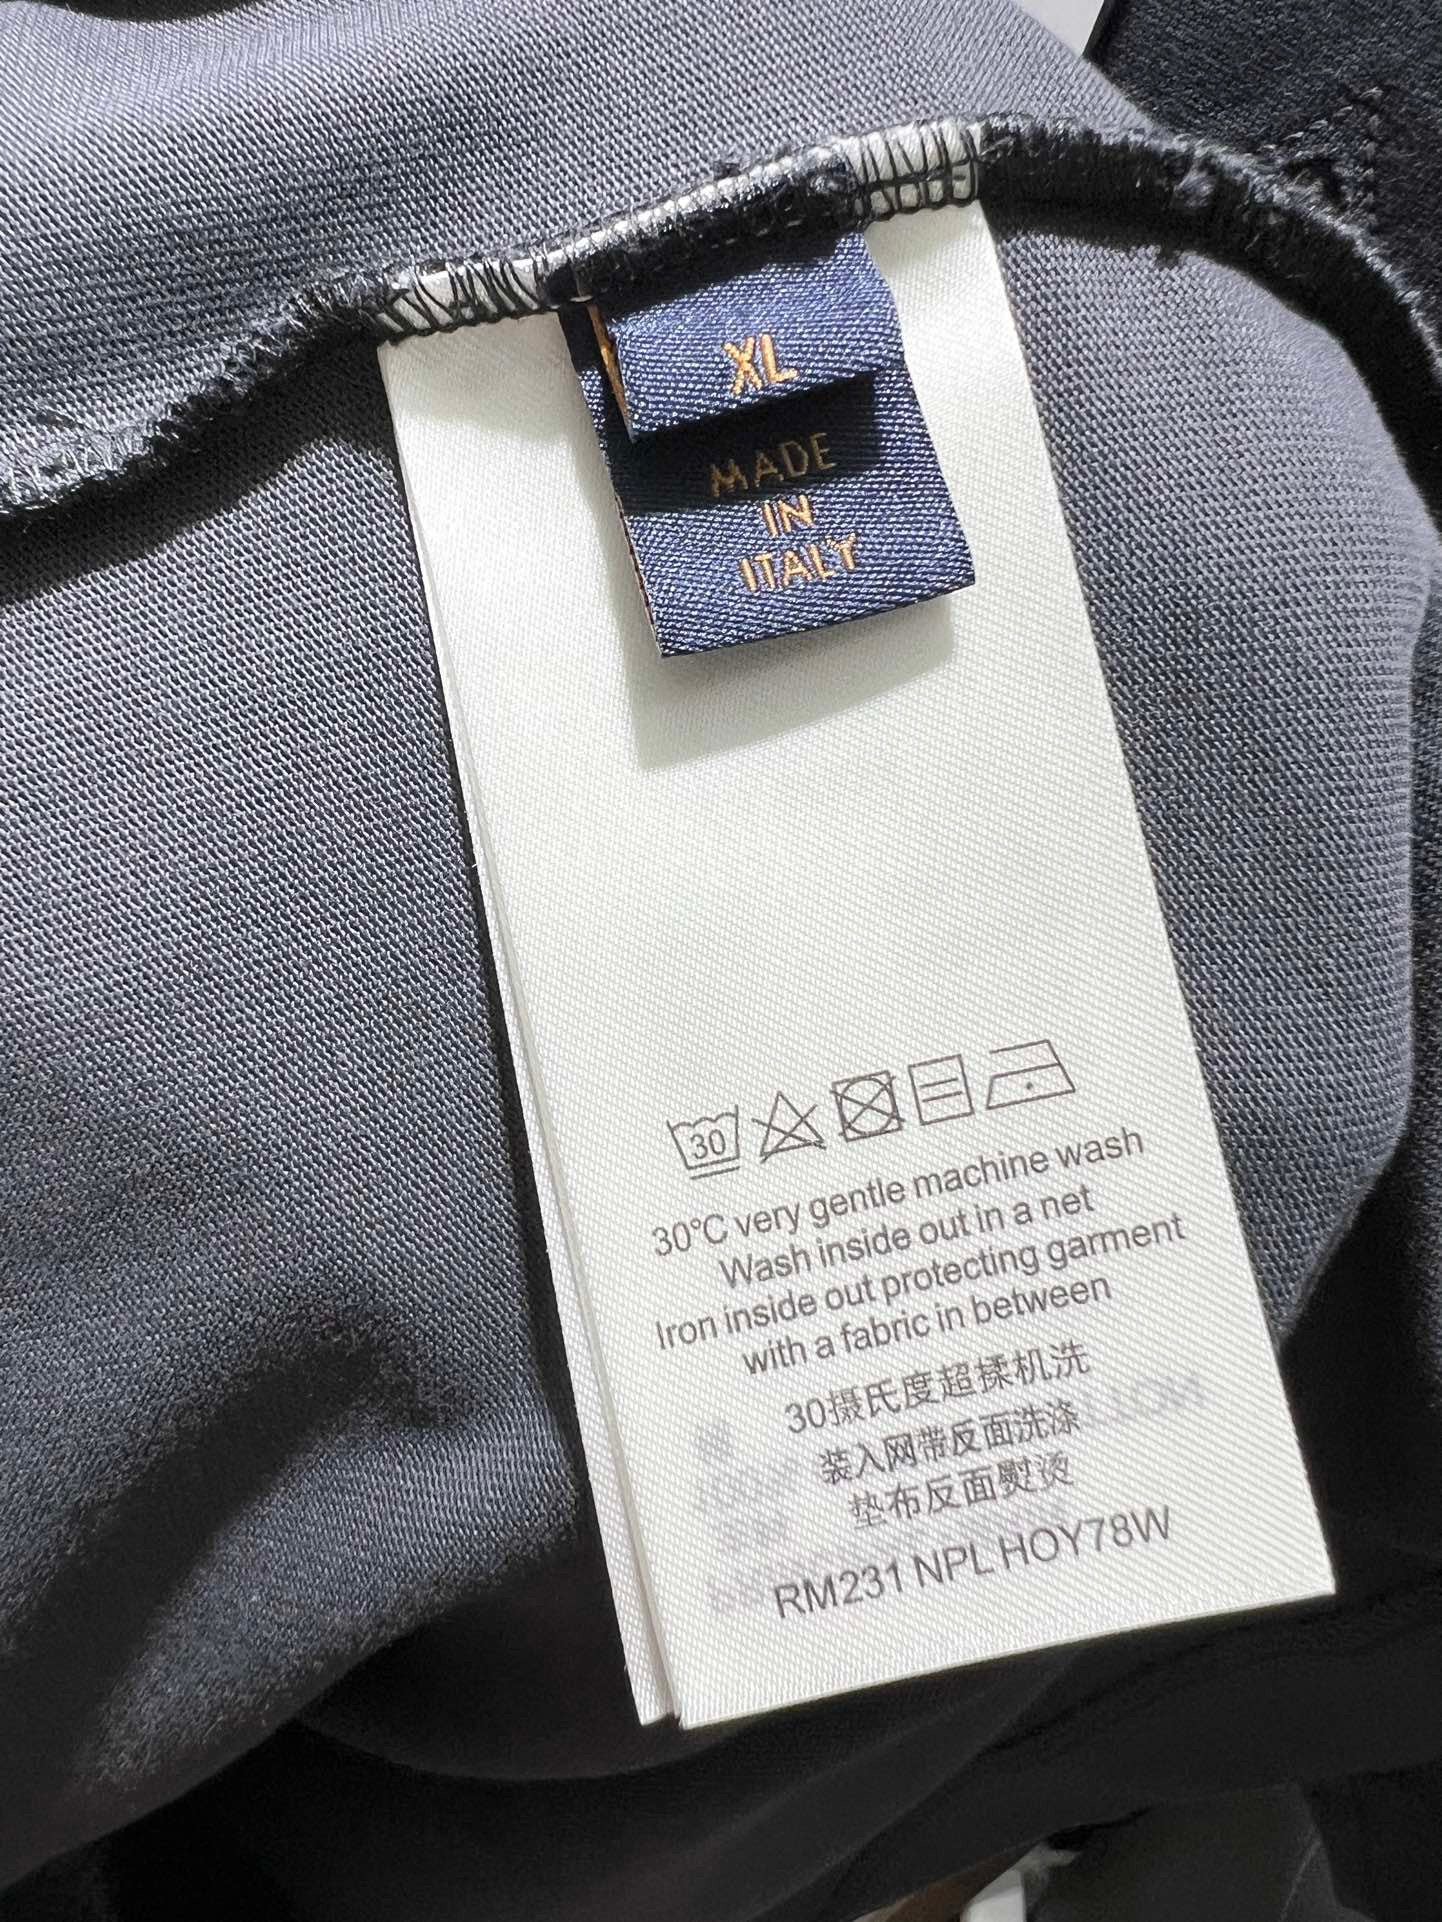 XL
MADE
IN
ITALY
30
30°C very gentle machine wash
Wash inside out in a net
Iron inside out protecting garment
with a fabric in between
30摄氏度超揉机洗
装入网带反面洗涤
垫布反面熨烫
RM231 NPL HOY78W